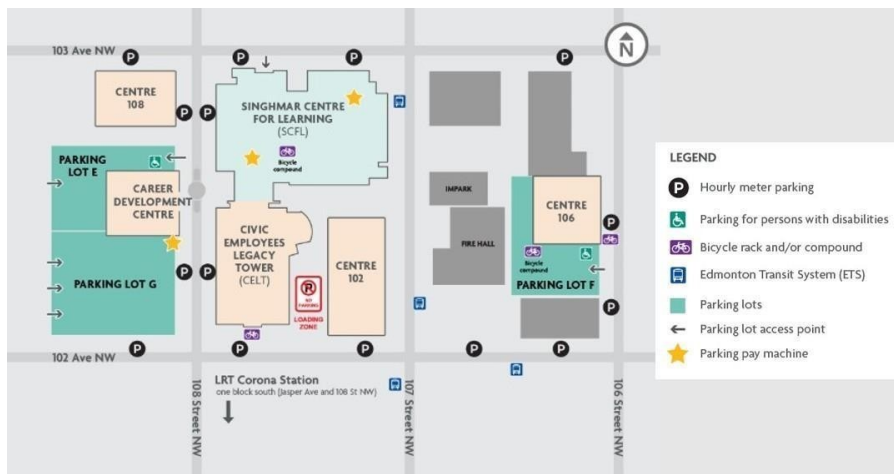 103 Ave NW
N
P
P
P
P
CENTRE
108
P
P
SINGHMAR CENTRE
FOR LEARNING
(SCFL)
Bicycle
compound
PARKING
LOT E
CAREER
DEVELOPMENT
CENTRE
IMPARK
CENTRE
106
P
CIVIC
EMPLOYEES
LEGACY
TOWER
(CELT)
FIRE HALL
Bicycle
compound
CENTRE
102
P
P
PARKING LOT G
P
NO PARKING
LOADING
ZONE
PARKING LOT F
P
102 Ave NW
P
P
P
P
P
LRT Corona Station
one block south (Jasper Ave and 108 St NW)
108 Street NW
107 Street NW
106 Street NW
LEGEND
P Hourly meter parking
Parking for persons with disabilities
Bicycle rack and/or compound
Edmonton Transit System (ETS)
Parking lots
Parking lot access point
Parking pay machine